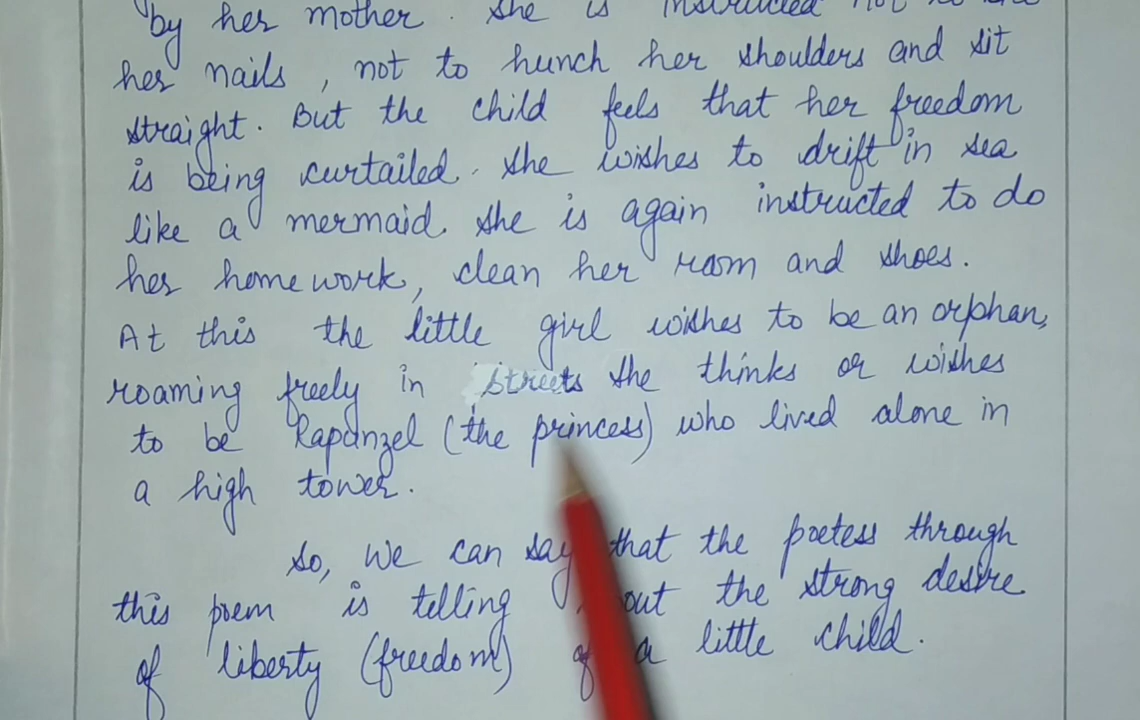 by her mother. She is instructed not to
her nails, not to hunch her shoulders and sit
straight. But the child feels that her freedom
is being curtailed. She wishes to drift in sea
like a mermaid. She is again instructed to do
her homework, clean her room and shoes.
At this the little girl wishes to be an orphan,
roaming freely in streets She thinks or wishes
to be Rapunzel (the princess) who lived alone in
a high tower.
So, we can say that the poetess through
this poem is telling out the strong desire
of liberty (freedom) of a little child.